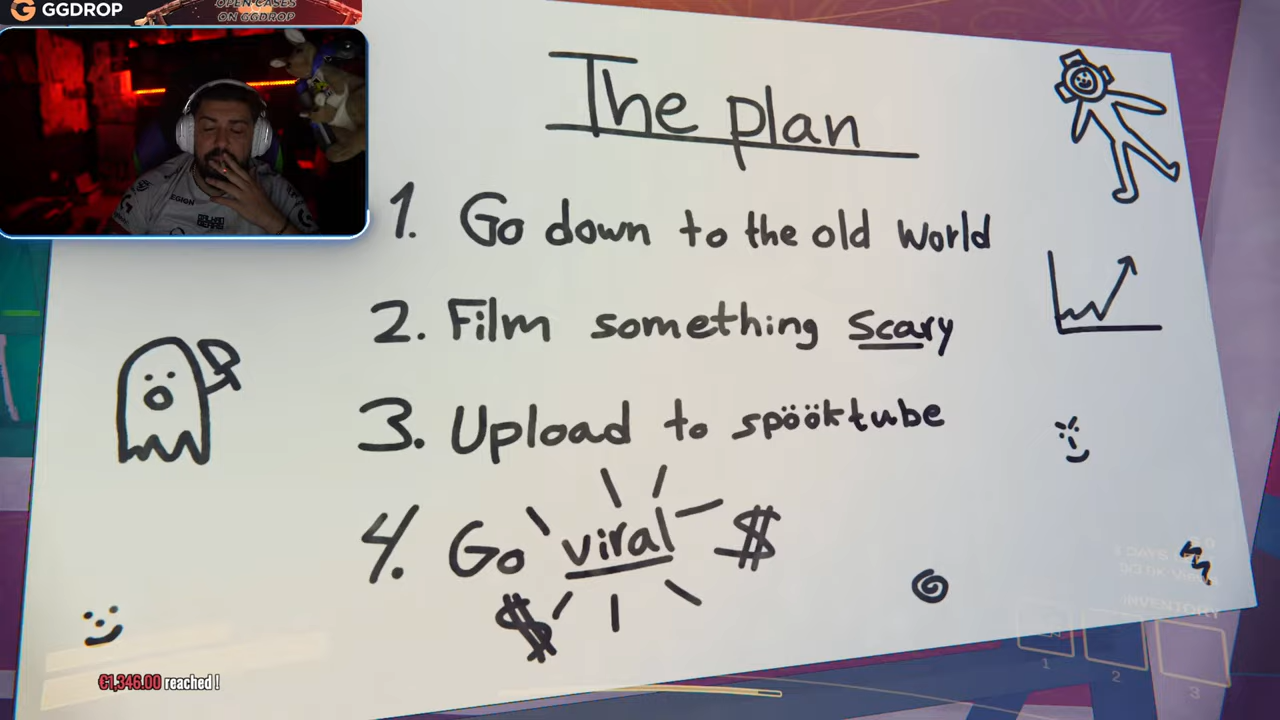 GGDROP
OPEN CASES
ON GGDROP
The plan
1. Go down to the old world
2. Film something scary
3. Upload to spööktube
4. Go viral $
$
INVENTORY
1
2
3
€1,346.00 reached !